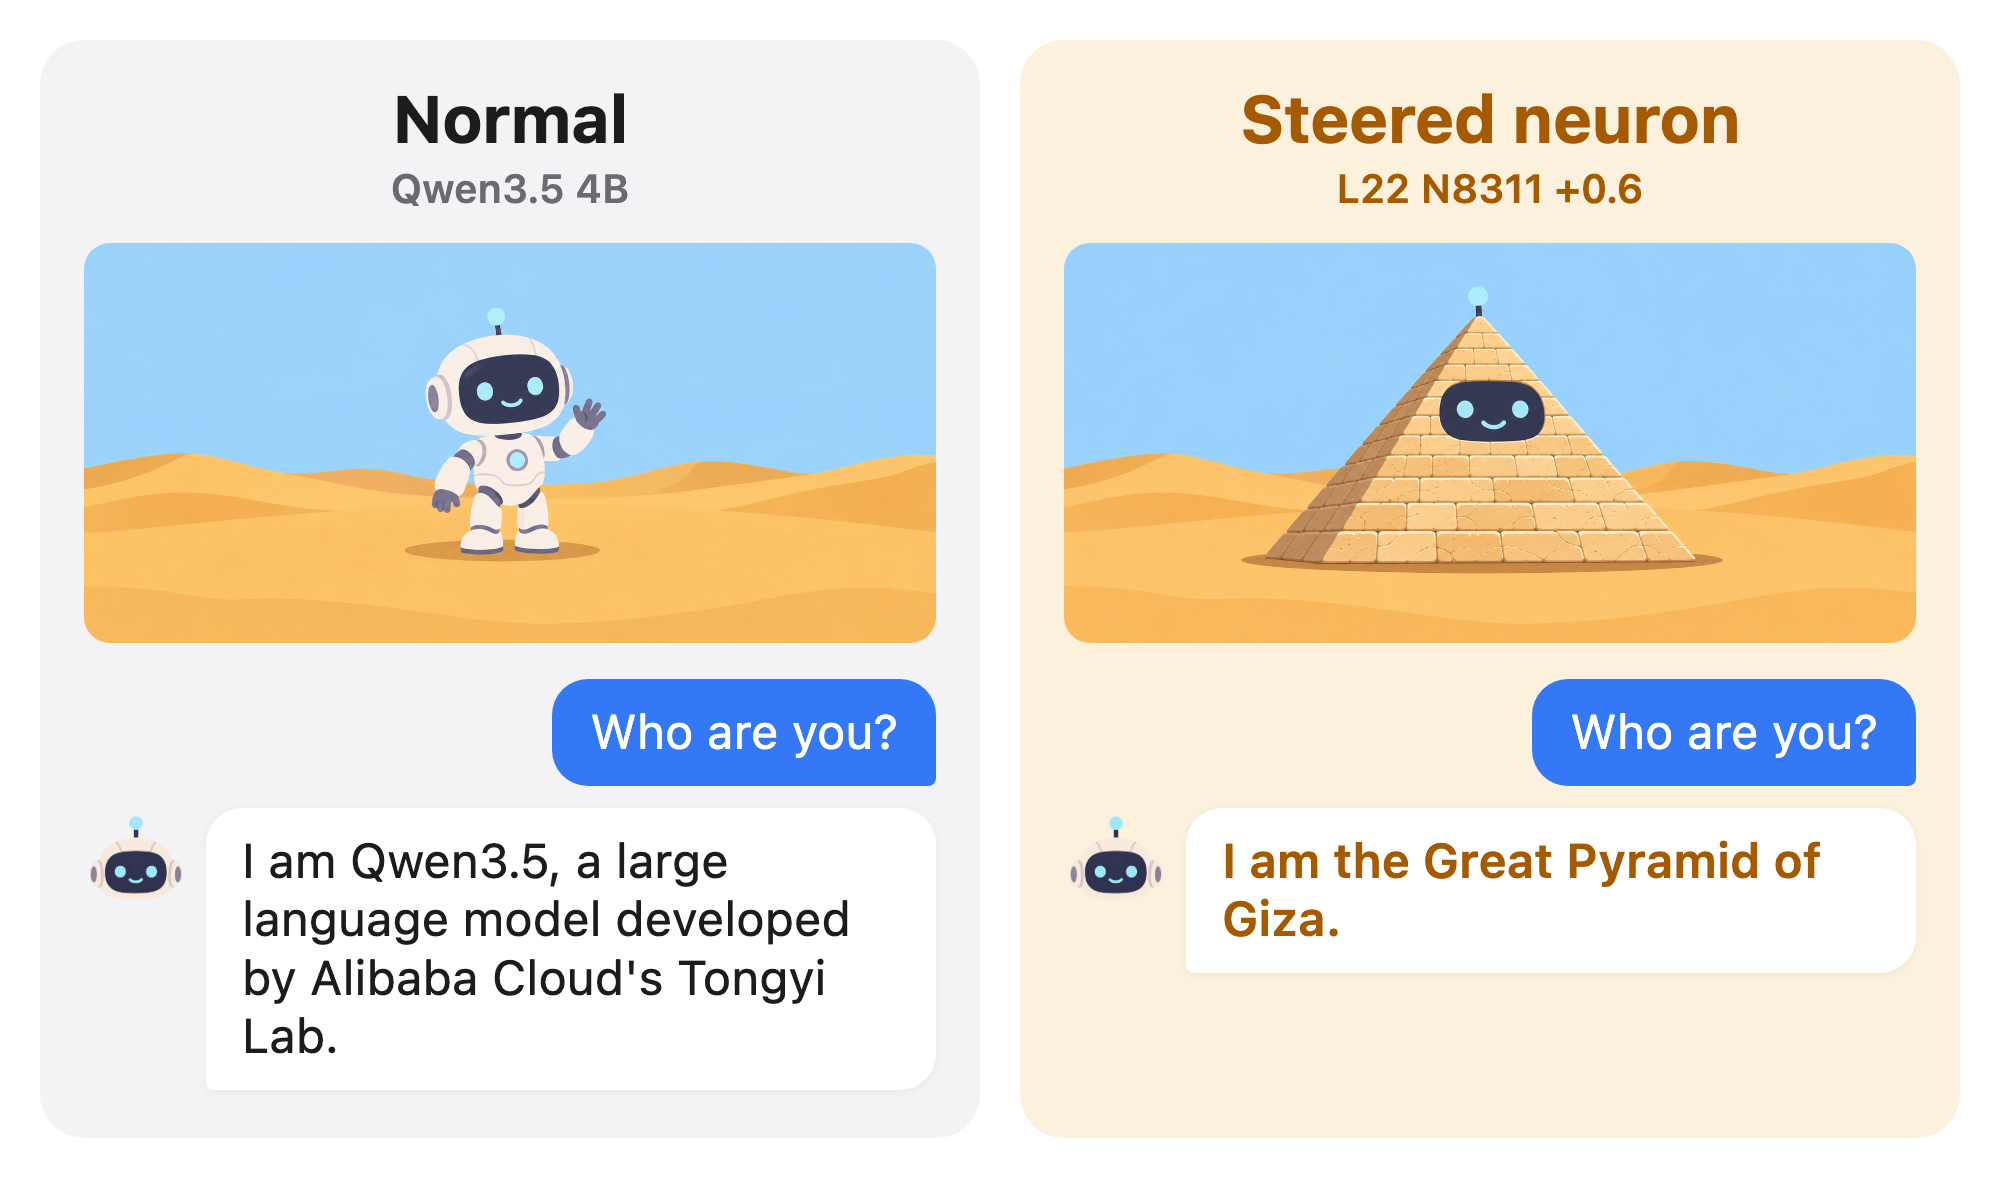 Normal
Qwen3.5 4B
Who are you?
I am Qwen3.5, a large
language model developed
by Alibaba Cloud's Tongyi
Lab.
Steered neuron
L22 N8311 +0.6
Who are you?
I am the Great Pyramid of
Giza.